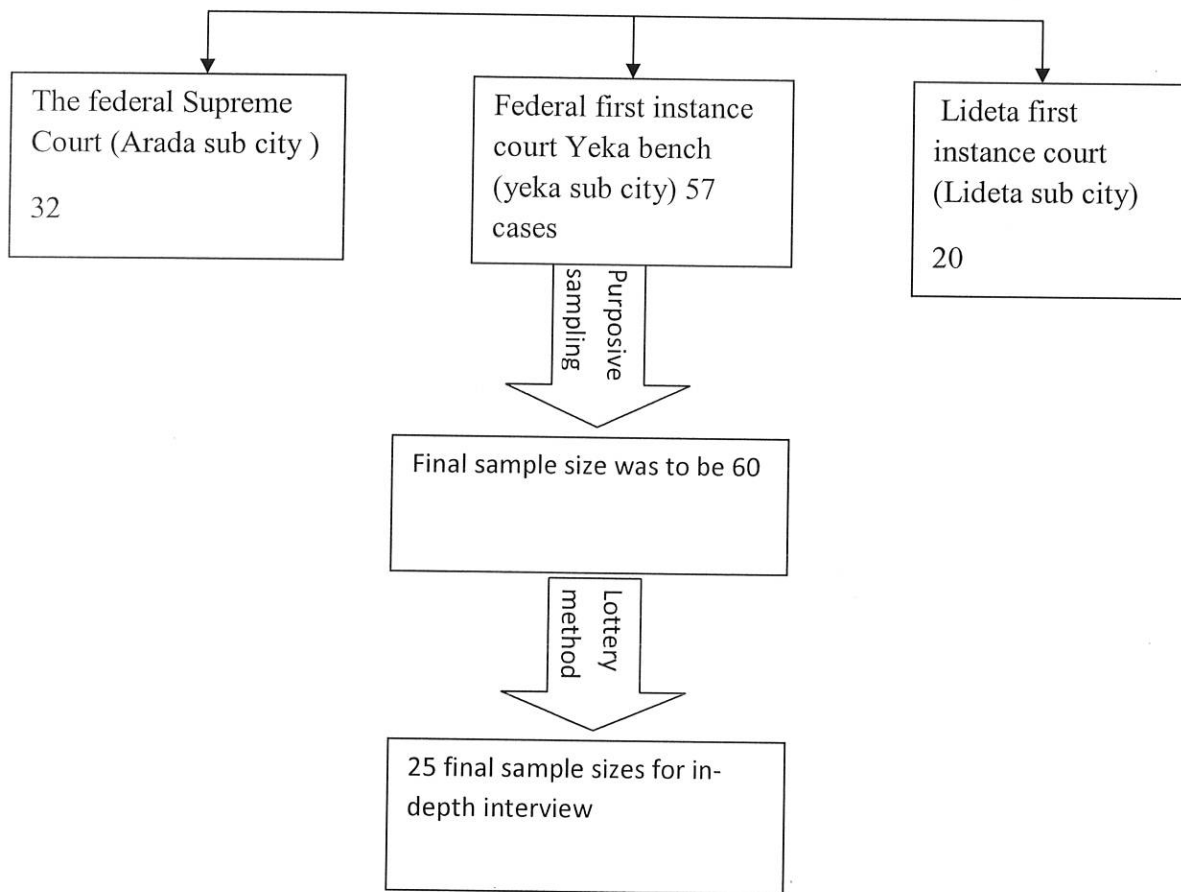 The federal Supreme
Court (Arada sub city )
32
Federal first instance
court Yeka bench
(yeka sub city) 57
cases
Lideta first
instance court
(Lideta sub city)
20
Purposive
sampling
Final sample size was to be 60
Lottery
method
25 final sample sizes for in-
depth interview